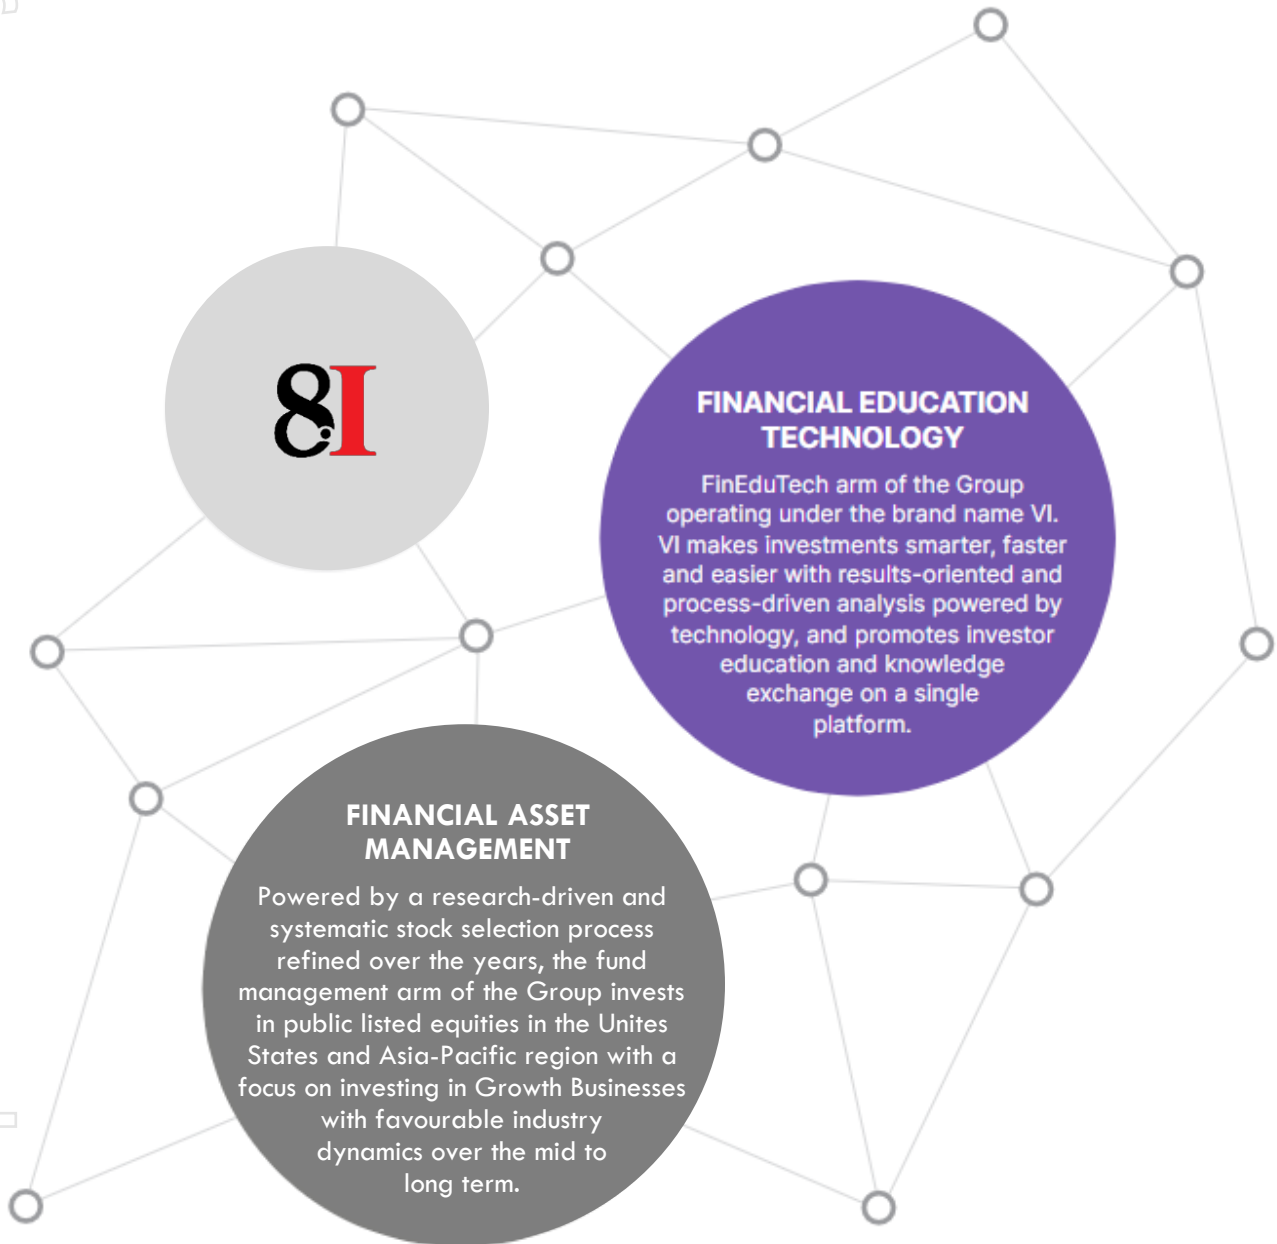 8I
FINANCIAL EDUCATION
TECHNOLOGY
FinEduTech arm of the Group
operating under the brand name VI.
VI makes investments smarter, faster
and easier with results-oriented and
process-driven analysis powered by
technology, and promotes investor
education and knowledge
exchange on a single
platform.
FINANCIAL ASSET
MANAGEMENT
Powered by a research-driven and
systematic stock selection process
refined over the years, the fund
management arm of the Group invests
in public listed equities in the Unites
States and Asia-Pacific region with a
focus on investing in Growth Businesses
with favourable industry
dynamics over the mid to
long term.